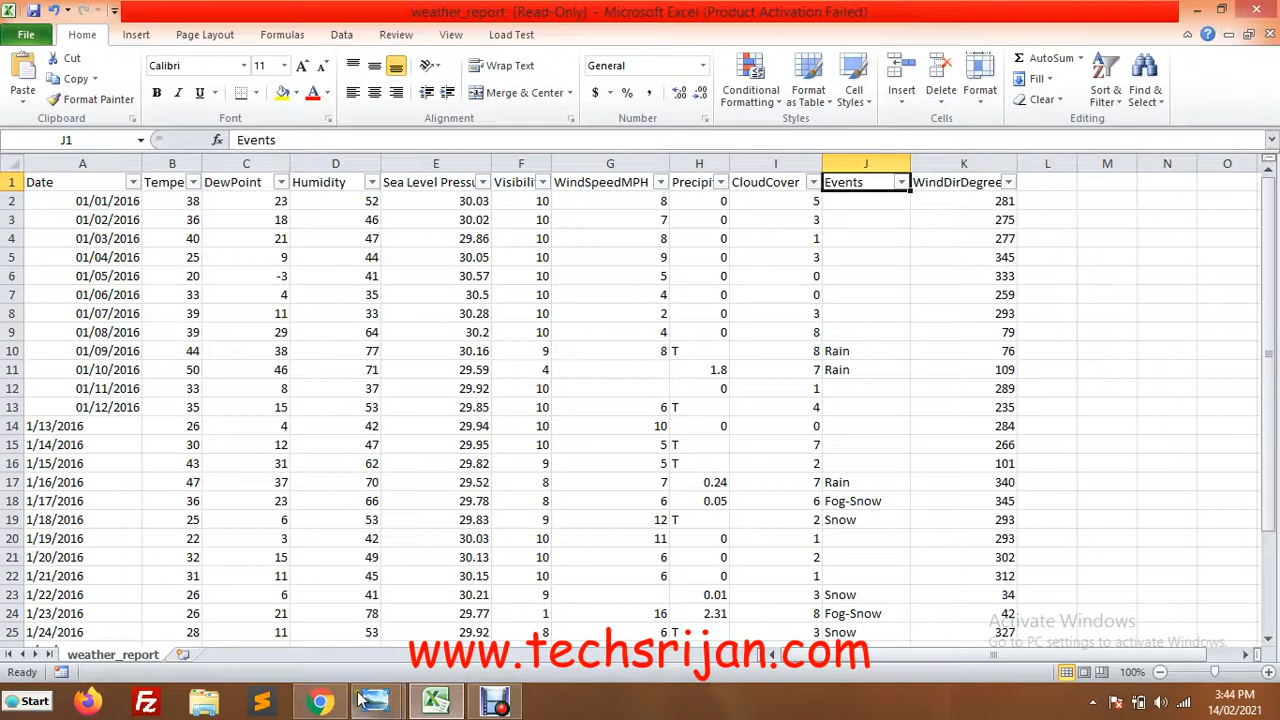 weather_report [Read-Only] - Microsoft Excel (Product Activation Failed)
File Home Insert Page Layout Formulas Data Review View Load Test
Paste Cut Copy Format Painter Clipboard
Calibri 11 B I U A Font
Wrap Text Merge & Center Alignment
General $ % , Number
Conditional Formatting Format as Table Cell Styles Styles
Insert Delete Format Cells
AutoSum Fill Clear Sort & Filter Find & Select Editing
J1 fx Events
A B C D E F G H I J K L M N O
1 Date Tempe DewPoint Humidity Sea Level Pressu Visibili WindSpeedMPH Precipi CloudCover Events WindDirDegree
2 01/01/2016 38 23 52 30.03 10 8 0 5 281
3 01/02/2016 36 18 46 30.02 10 7 0 3 275
4 01/03/2016 40 21 47 29.86 10 8 0 1 277
5 01/04/2016 25 9 44 30.05 10 9 0 3 345
6 01/05/2016 20 -3 41 30.57 10 5 0 0 333
7 01/06/2016 33 4 35 30.5 10 4 0 0 259
8 01/07/2016 39 11 33 30.28 10 2 0 3 293
9 01/08/2016 39 29 64 30.2 10 4 0 8 79
10 01/09/2016 44 38 77 30.16 9 8 T 8 Rain 76
11 01/10/2016 50 46 71 29.59 4 1.8 7 Rain 109
12 01/11/2016 33 8 37 29.92 10 0 1 289
13 01/12/2016 35 15 53 29.85 10 6 T 4 235
14 1/13/2016 26 4 42 29.94 10 10 0 0 284
15 1/14/2016 30 12 47 29.95 10 5 T 7 266
16 1/15/2016 43 31 62 29.82 9 5 T 2 101
17 1/16/2016 47 37 70 29.52 8 7 0.24 7 Rain 340
18 1/17/2016 36 23 66 29.78 8 6 0.05 6 Fog-Snow 345
19 1/18/2016 25 6 53 29.83 9 12 T 2 Snow 293
20 1/19/2016 22 3 42 30.03 10 11 0 1 293
21 1/20/2016 32 15 49 30.13 10 6 0 2 302
22 1/21/2016 31 11 45 30.15 10 6 0 1 312
23 1/22/2016 26 6 41 30.21 9 0.01 3 Snow 34
24 1/23/2016 26 21 78 29.77 1 16 2.31 8 Fog-Snow 42
25 1/24/2016 28 11 53 29.92 8 6 T 3 Snow 327
Activate Windows
Go to PC settings to activate Windows.
weather_report
www.techsrijan.com
Ready 100%
Start 3:44 PM
14/02/2021